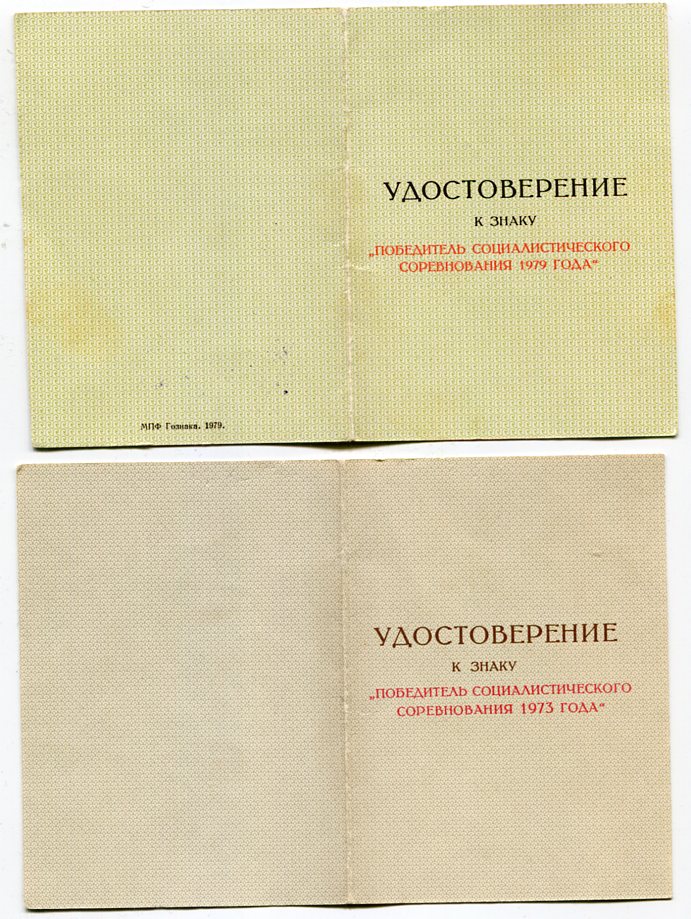 УДОСТОВЕРЕНИЕ
К ЗНАКУ
„ПОБЕДИТЕЛЬ СОЦИАЛИСТИЧЕСКОГО
СОРЕВНОВАНИЯ 1979 ГОДА“
МПФ Гознака. 1979.
УДОСТОВЕРЕНИЕ
К ЗНАКУ
„ПОБЕДИТЕЛЬ СОЦИАЛИСТИЧЕСКОГО
СОРЕВНОВАНИЯ 1973 ГОДА“